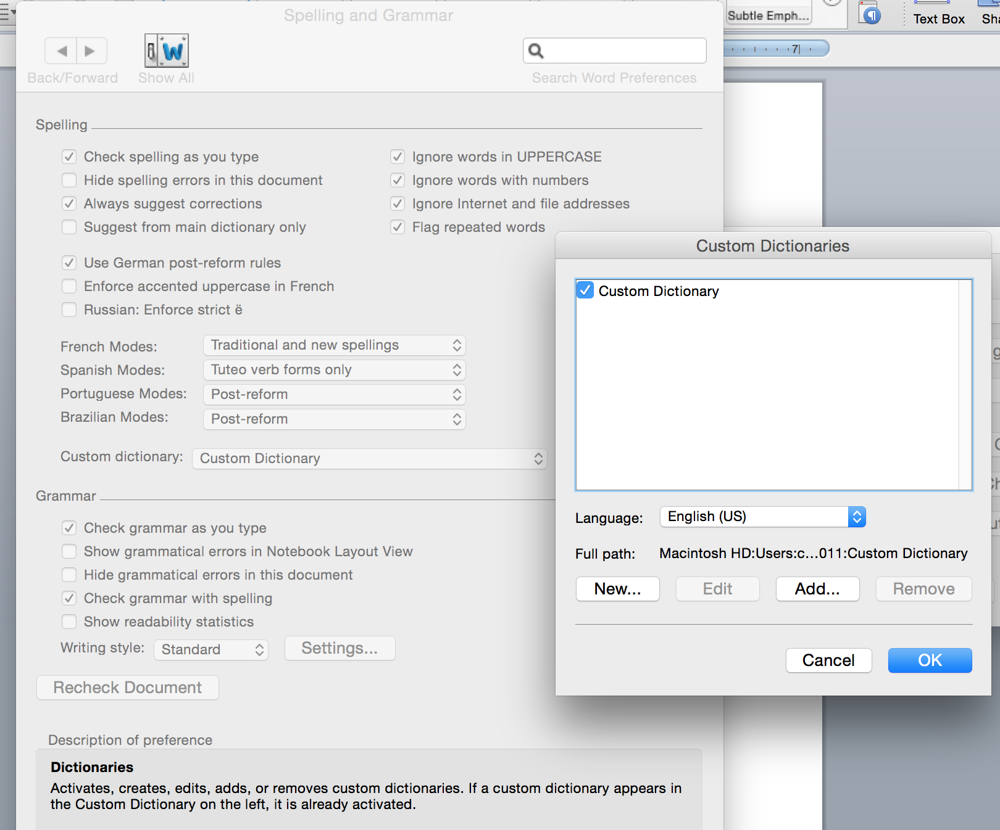 Spelling and Grammar
Subtle Emph...
Text Box
Back/Forward
Show All
Search Word Preferences
7
Spelling
Check spelling as you type
Hide spelling errors in this document
Always suggest corrections
Suggest from main dictionary only
Ignore words in UPPERCASE
Ignore words with numbers
Ignore Internet and file addresses
Flag repeated words
Use German post-reform rules
Enforce accented uppercase in French
Russian: Enforce strict ë
French Modes: Traditional and new spellings
Spanish Modes: Tuteo verb forms only
Portuguese Modes: Post-reform
Brazilian Modes: Post-reform
Custom dictionary: Custom Dictionary
Grammar
Check grammar as you type
Show grammatical errors in Notebook Layout View
Hide grammatical errors in this document
Check grammar with spelling
Show readability statistics
Writing style: Standard Settings...
Recheck Document
Description of preference
Dictionaries
Activates, creates, edits, adds, or removes custom dictionaries. If a custom dictionary appears in
the Custom Dictionary on the left, it is already activated.
Custom Dictionaries
Custom Dictionary
Language: English (US)
Full path: Macintosh HD:Users:c...011:Custom Dictionary
New... Edit Add... Remove
Cancel OK